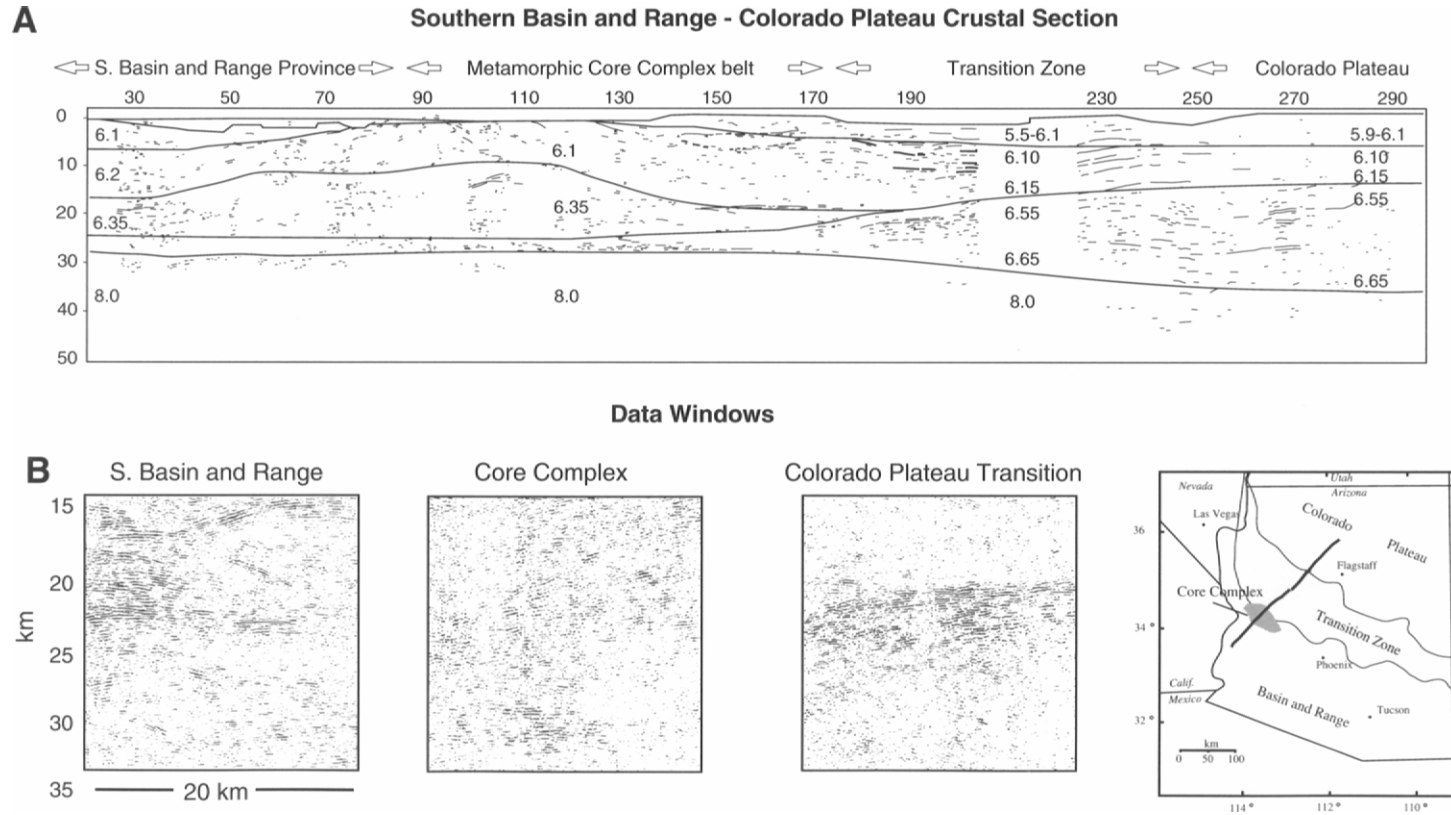 A
Southern Basin and Range - Colorado Plateau Crustal Section
S. Basin and Range Province Metamorphic Core Complex belt Transition Zone Colorado Plateau
30 50 70 90 110 130 150 170 190 230 250 270 290
0
6.1 5.5-6.1 5.9-6.1
6.1 6.10 6.10
10
6.2 6.15 6.15
20 6.35 6.55 6.55
6.35
30 6.65 6.65
8.0 8.0 8.0
40
50
Data Windows
B
S. Basin and Range
Core Complex
Colorado Plateau Transition
15
20
km
25
30
35
20 km
Utah
Nevada
Arizona
Las Vegas
Colorado
Plateau
36
Flagstaff
Core Complex
34
Transition Zone
Phoenix
Calif.
Mexico
Basin and Range
Tucson
32°
km
0 50 100
114° 112° 110°